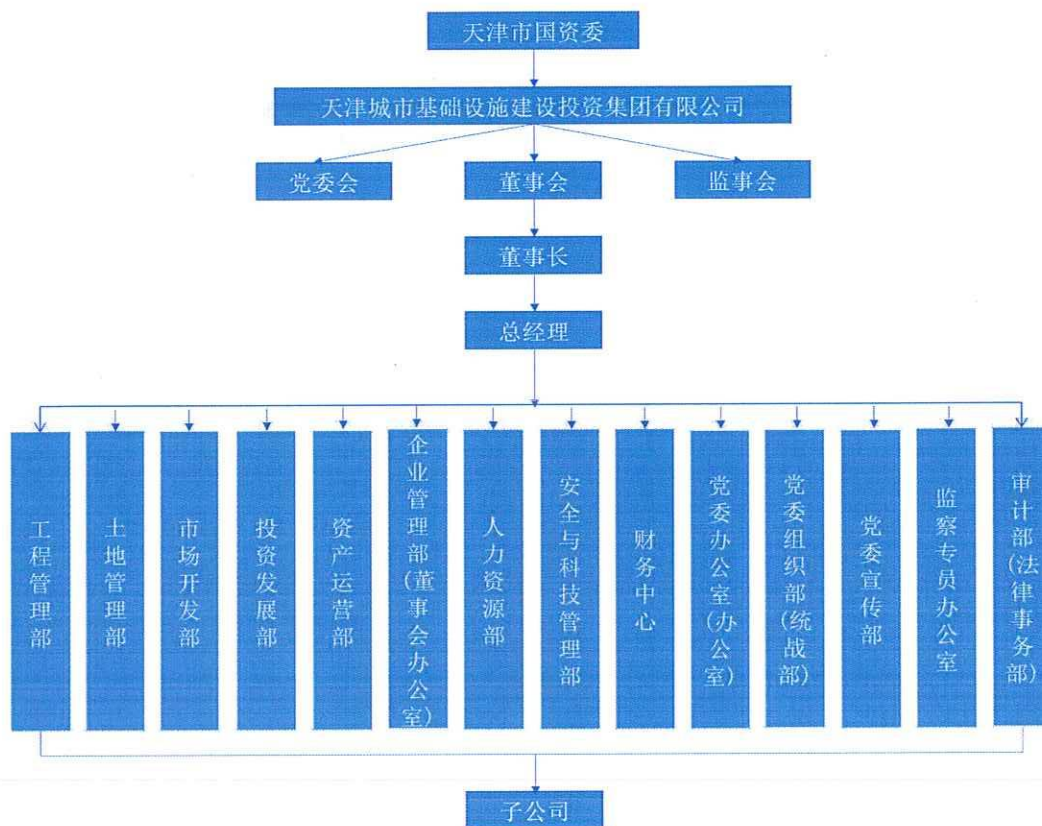 天津市国资委
天津城市基础设施建设投资集团有限公司
党委会
董事会
监事会
董事长
总经理
工程管理部
土地管理部
市场开发部
投资发展部
资产运营部
企业管理部(董事会办公室)
人力资源部
安全与科技管理部
财务中心
党委办公室(办公室)
党委组织部(统战部)
党委宣传部
监察专员办公室
审计部(法律事务部)
子公司